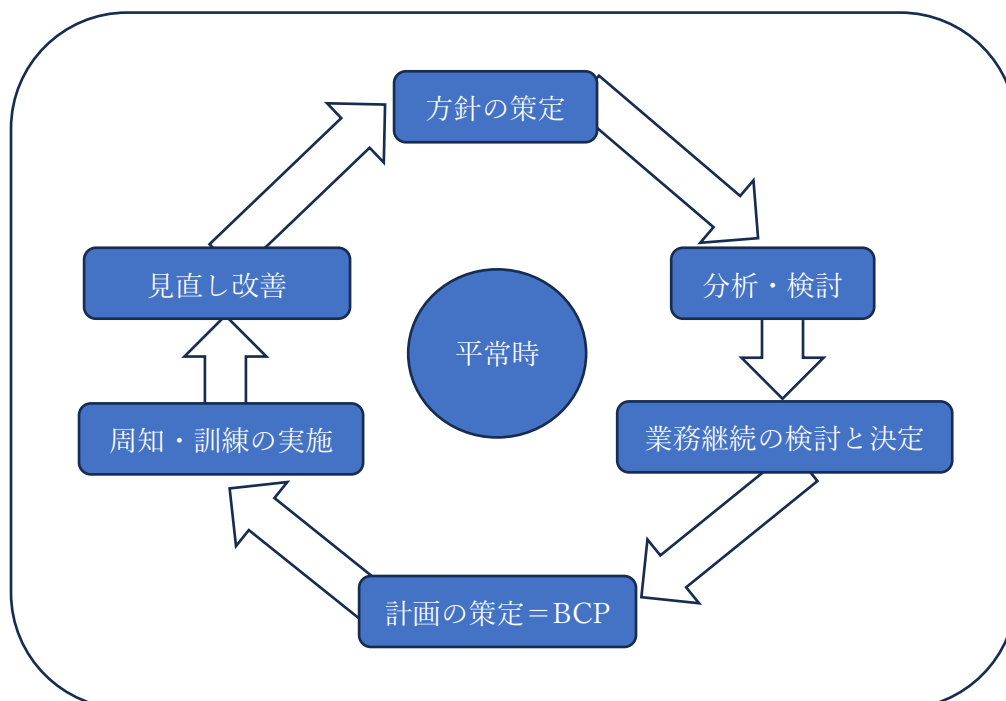 方針の策定
分析・検討
業務継続の検討と決定
計画の策定＝BCP
周知・訓練の実施
見直し改善
平常時